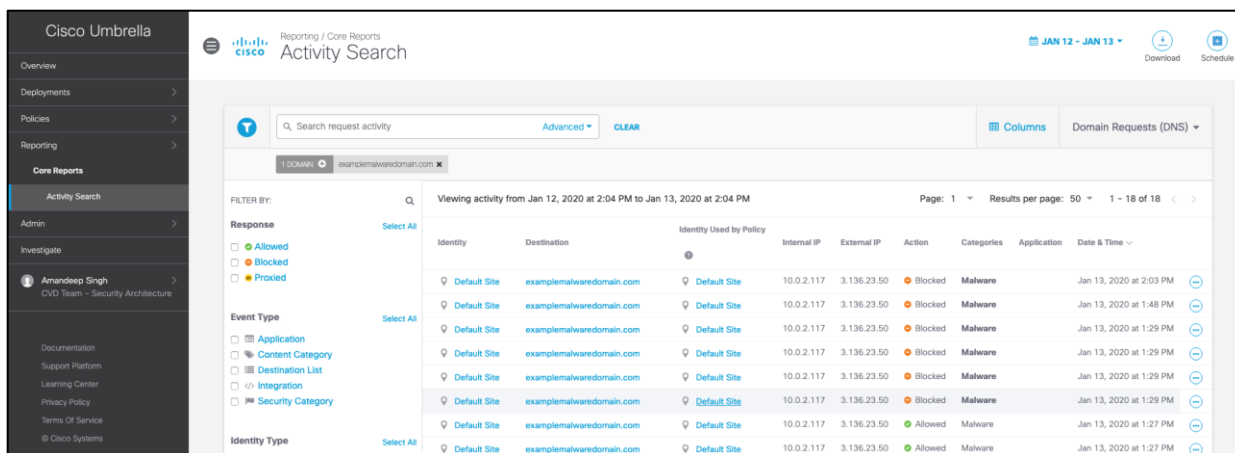 Cisco Umbrella
Overview
Deployments
Policies
Reporting
Core Reports
Activity Search
Admin
Investigate
Amandeep Singh
CVD Team – Security Architecture
Documentation
Support Platform
Learning Center
Privacy Policy
Terms Of Service
© Cisco Systems
CISCO
Reporting / Core Reports
Activity Search
JAN 12 – JAN 13
Download
Schedule
Search request activity
Advanced
CLEAR
Columns
Domain Requests (DNS)
1 DOMAIN
examplemalwaredomain.com
FILTER BY:
Response Select All
Allowed
Blocked
Proxied
Event Type Select All
Application
Content Category
Destination List
Integration
Security Category
Identity Type Select All
Viewing activity from Jan 12, 2020 at 2:04 PM to Jan 13, 2020 at 2:04 PM Page: 1 Results per page: 50 1 - 18 of 18
Identity Destination Identity Used by Policy Internal IP External IP Action Categories Application Date & Time
Default Site examplemalwaredomain.com Default Site 10.0.2.117 3.136.23.50 Blocked Malware Jan 13, 2020 at 2:03 PM
Default Site examplemalwaredomain.com Default Site 10.0.2.117 3.136.23.50 Blocked Malware Jan 13, 2020 at 1:48 PM
Default Site examplemalwaredomain.com Default Site 10.0.2.117 3.136.23.50 Blocked Malware Jan 13, 2020 at 1:29 PM
Default Site examplemalwaredomain.com Default Site 10.0.2.117 3.136.23.50 Blocked Malware Jan 13, 2020 at 1:29 PM
Default Site examplemalwaredomain.com Default Site 10.0.2.117 3.136.23.50 Blocked Malware Jan 13, 2020 at 1:29 PM
Default Site examplemalwaredomain.com Default Site 10.0.2.117 3.136.23.50 Blocked Malware Jan 13, 2020 at 1:29 PM
Default Site examplemalwaredomain.com Default Site 10.0.2.117 3.136.23.50 Allowed Malware Jan 13, 2020 at 1:27 PM
Default Site examplemalwaredomain.com Default Site 10.0.2.117 3.136.23.50 Allowed Malware Jan 13, 2020 at 1:27 PM